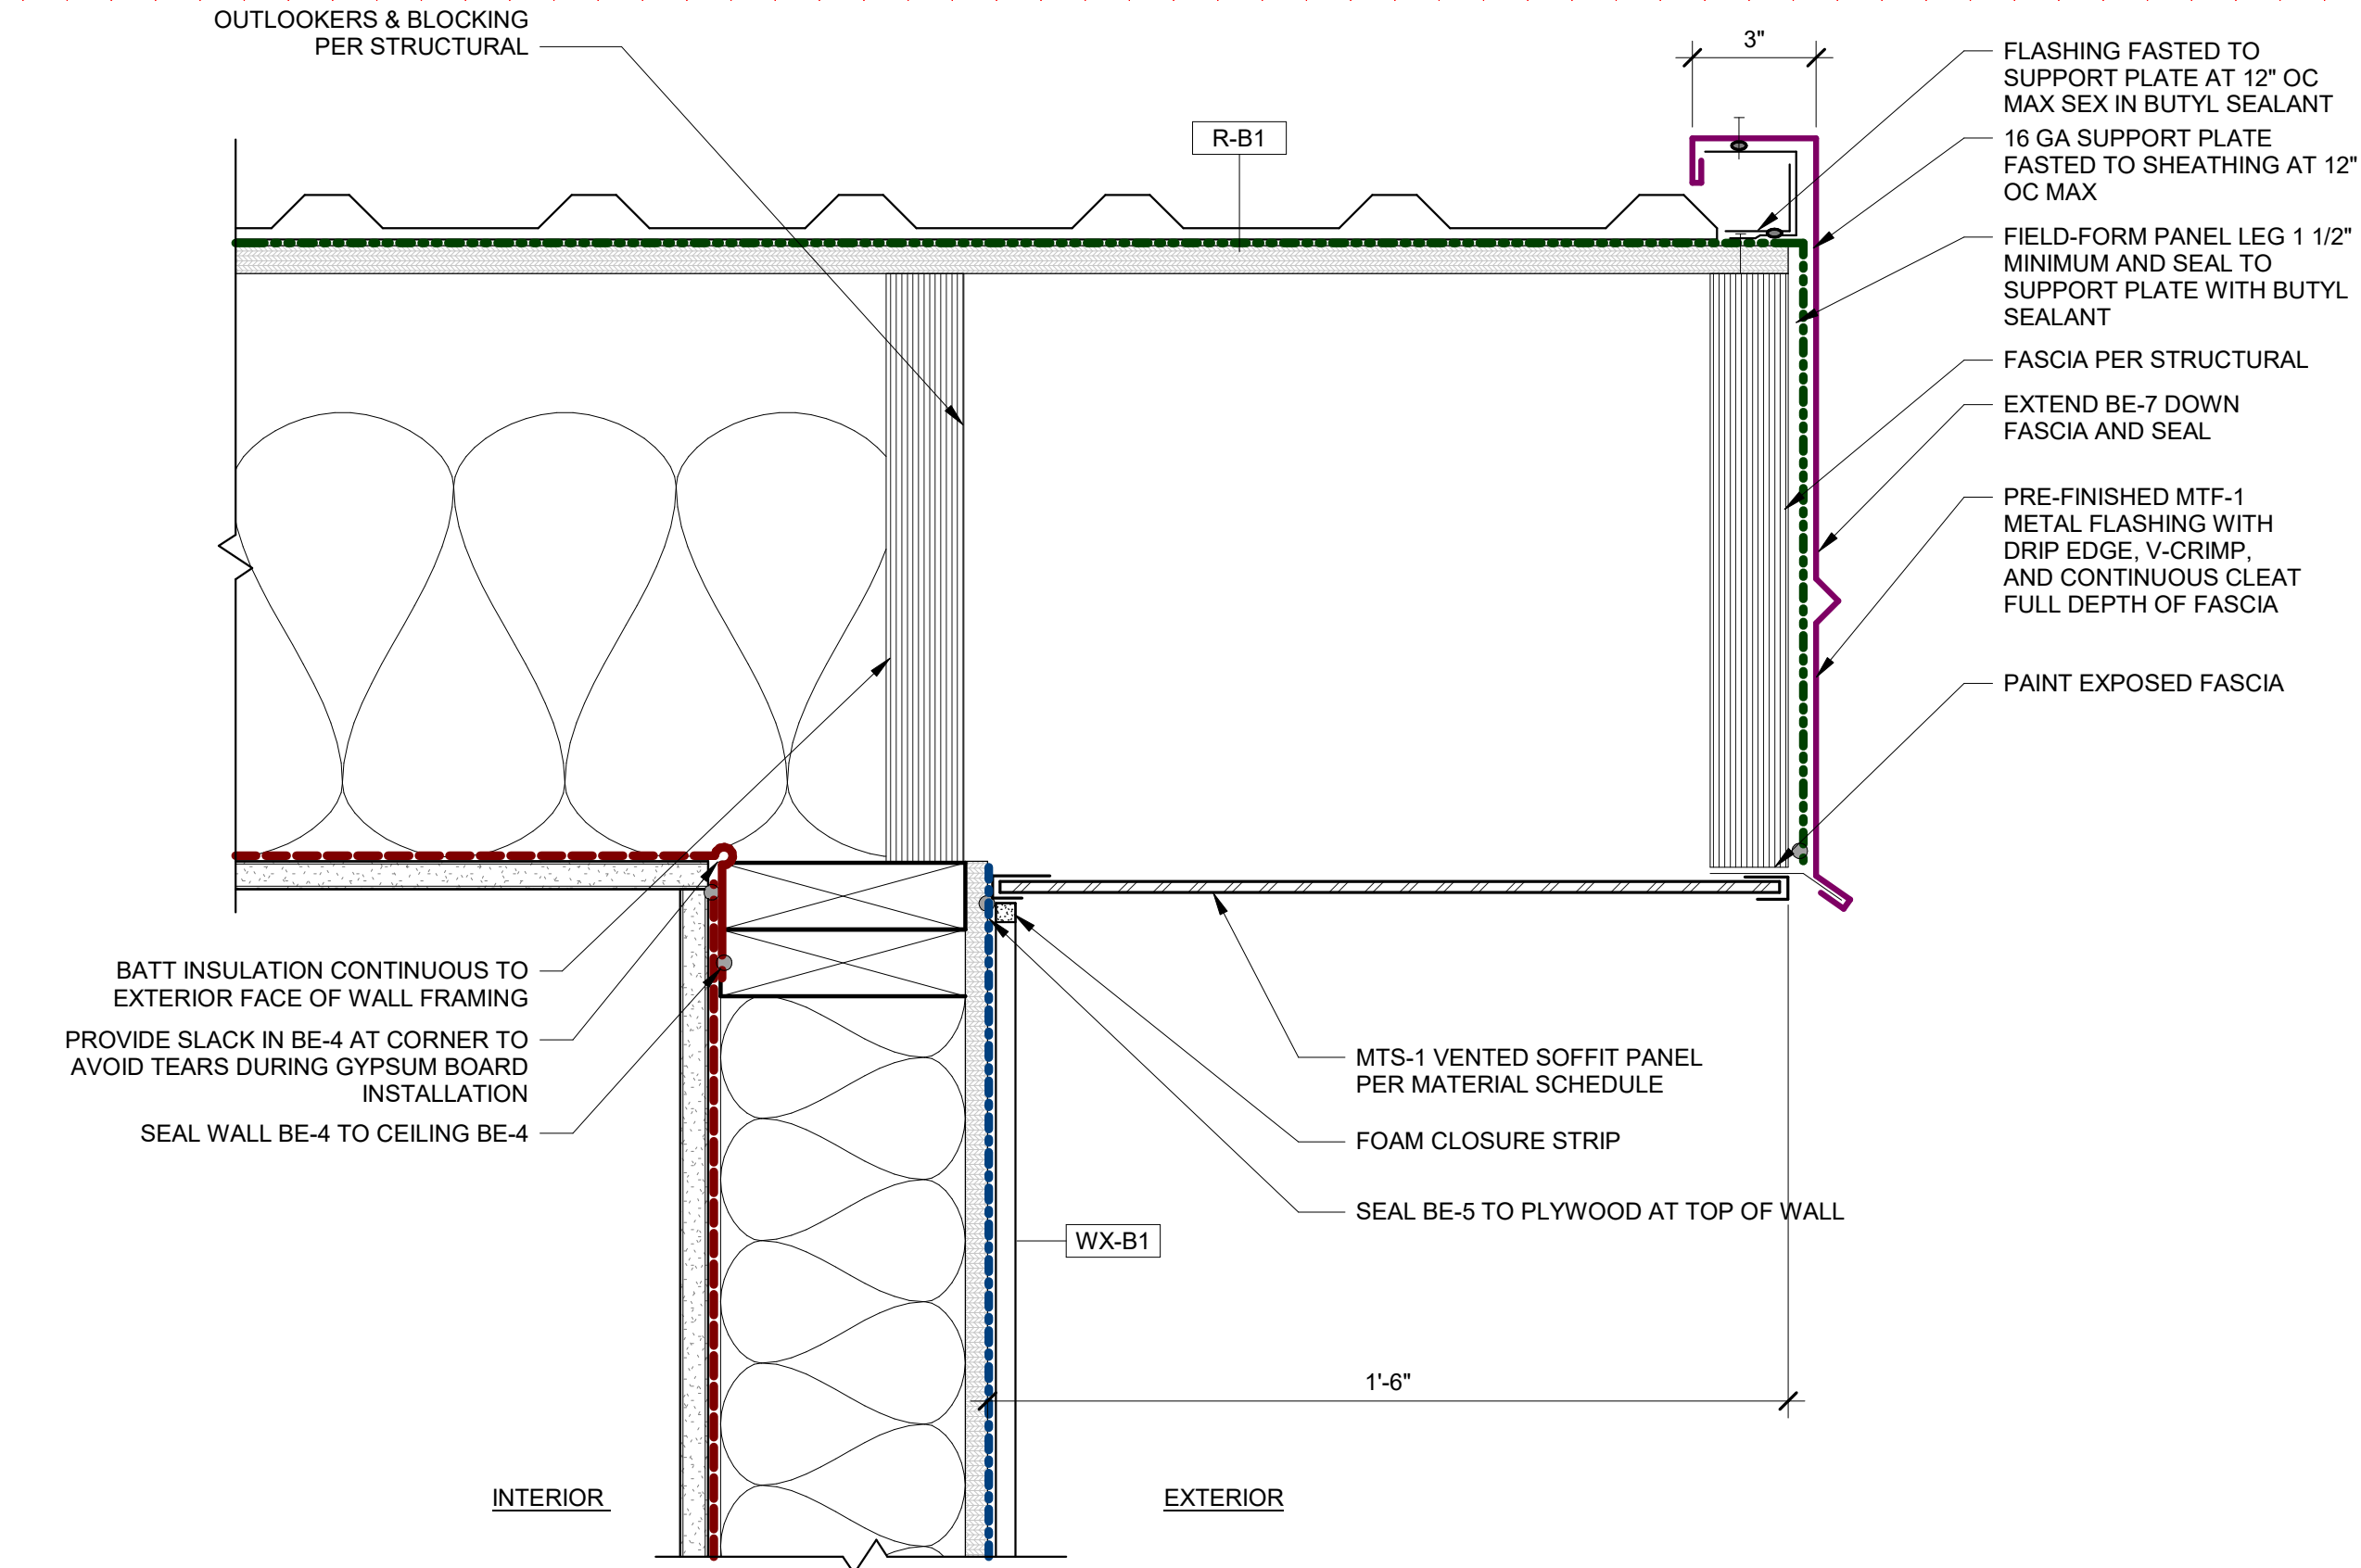 OUTLOOKERS & BLOCKING
PER STRUCTURAL
3"
R-B1
FLASHING FASTED TO
SUPPORT PLATE AT 12" OC
MAX SEX IN BUTYL SEALANT
16 GA SUPPORT PLATE
FASTED TO SHEATHING AT 12"
OC MAX
FIELD-FORM PANEL LEG 1 1/2"
MINIMUM AND SEAL TO
SUPPORT PLATE WITH BUTYL
SEALANT
FASCIA PER STRUCTURAL
EXTEND BE-7 DOWN
FASCIA AND SEAL
PRE-FINISHED MTF-1
METAL FLASHING WITH
DRIP EDGE, V-CRIMP,
AND CONTINUOUS CLEAT
FULL DEPTH OF FASCIA
PAINT EXPOSED FASCIA
BATT INSULATION CONTINUOUS TO
EXTERIOR FACE OF WALL FRAMING
PROVIDE SLACK IN BE-4 AT CORNER TO
AVOID TEARS DURING GYPSUM BOARD
INSTALLATION
SEAL WALL BE-4 TO CEILING BE-4
MTS-1 VENTED SOFFIT PANEL
PER MATERIAL SCHEDULE
FOAM CLOSURE STRIP
SEAL BE-5 TO PLYWOOD AT TOP OF WALL
WX-B1
1'-6"
INTERIOR
EXTERIOR